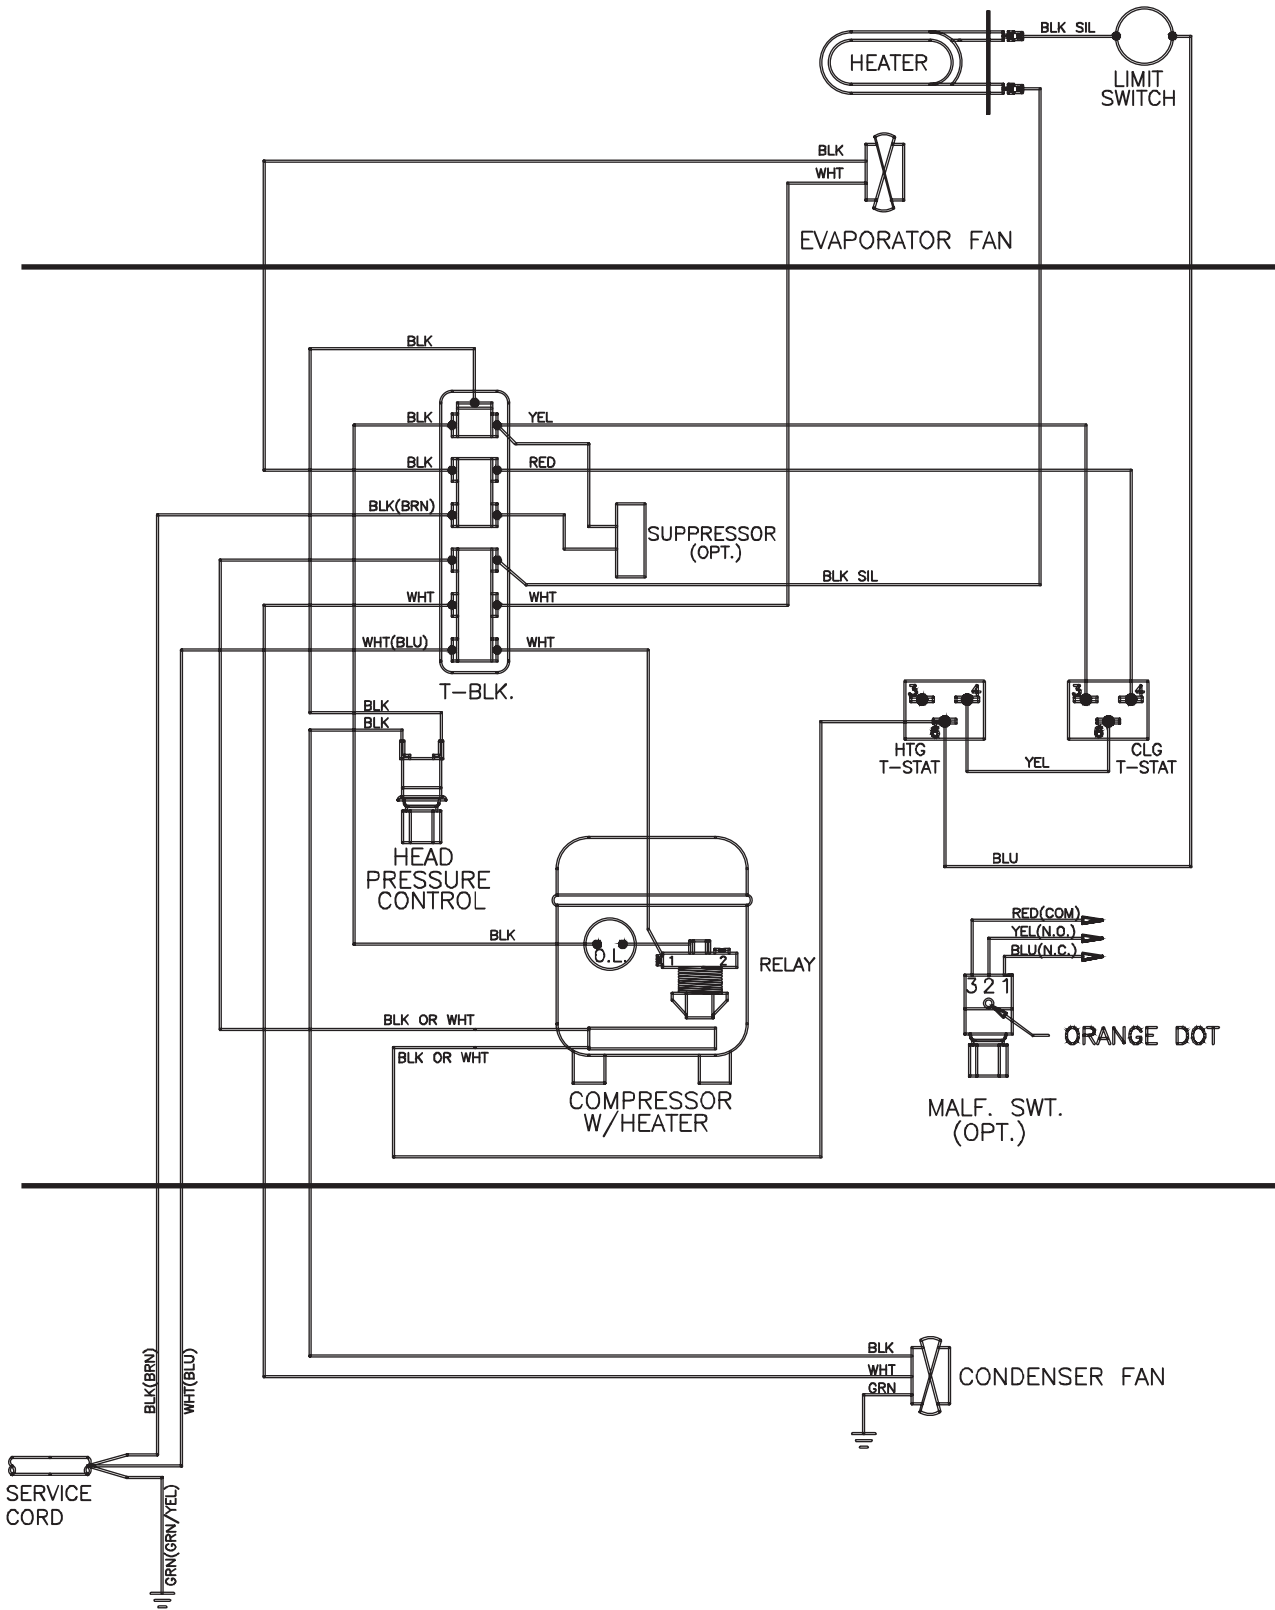 BLK SIL
HEATER
LIMIT
SWITCH
BLK
WHT
EVAPORATOR FAN
BLK
BLK
YEL
BLK
RED
BLK(BRN)
SUPPRESSOR
(OPT.)
BLK SIL
WHT
WHT
WHT(BLU)
WHT
T-BLK.
3
4
6
3
4
6
BLK
BLK
HTG
T-STAT
YEL
CLG
T-STAT
HEAD
PRESSURE
CONTROL
BLU
RED(COM)
YEL(N.O.)
BLU(N.C.)
BLK
O.L.
1
2
RELAY
3 2 1
BLK OR WHT
ORANGE DOT
BLK OR WHT
COMPRESSOR
W/HEATER
MALF. SWT.
(OPT.)
BLK
WHT
GRN
CONDENSER FAN
BLK(BRN)
WHT(BLU)
SERVICE
CORD
GRN(GRN/YEL)